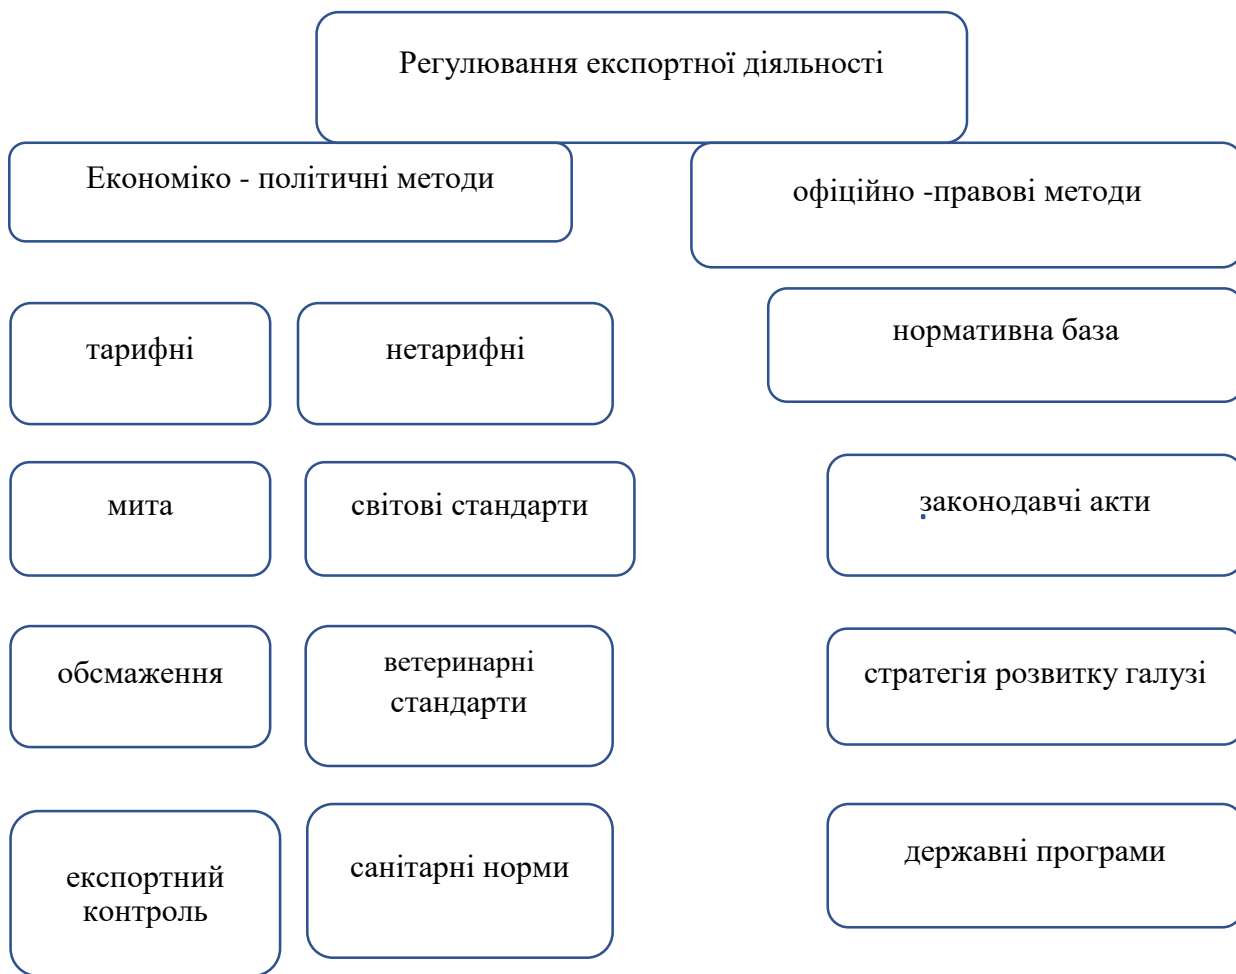 Регулювання експортної діяльності
Економіко - політичні методи
офіційно -правові методи
тарифні
нетарифні
нормативна база
мита
світові стандарти
законодавчі акти
обсмаження
ветеринарні
стандарти
стратегія розвитку галузі
експортний
контроль
санітарні норми
державні програми